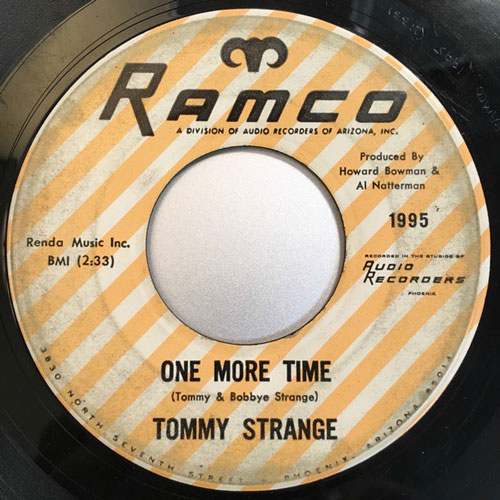 RAMCO
A DIVISION OF AUDIO RECORDERS OF ARIZONA, INC.
Produced By
Howard Bowman &
Al Natterman
1995
Renda Music Inc.
BMI (2:33)
RECORDED IN THE STUDIOS OF
AUDIO
RECORDERS
PHOENIX
ONE MORE TIME
(Tommy & Bobbye Strange)
TOMMY STRANGE
3830 NORTH SEVENTH STREET • PHOENIX, ARIZONA 85014